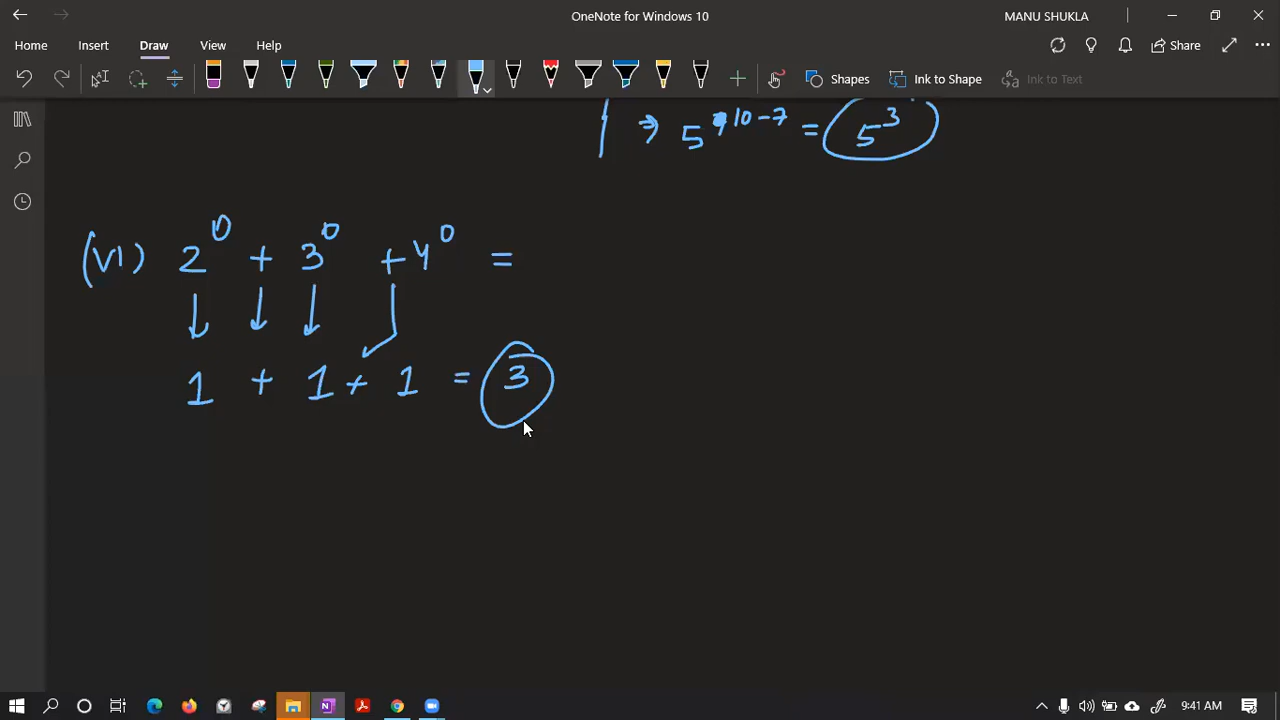 OneNote for Windows 10
MANU SHUKLA
Home Insert Draw View Help
Share
Shapes Ink to Shape Ink to Text
⇒ 5^10-7 = 5^3
(VI) 2^0 + 3^0 + 4^0 =
1 + 1 + 1 = 3
9:41 AM